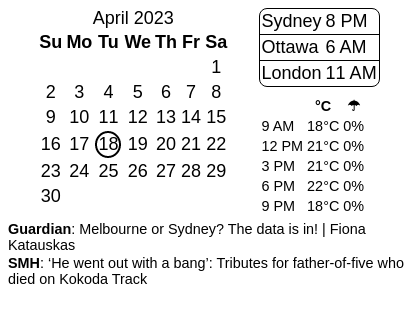 April 2023
Su Mo Tu We Th Fr Sa
1
2 3 4 5 6 7 8
9 10 11 12 13 14 15
16 17 18 19 20 21 22
23 24 25 26 27 28 29
30
Sydney 8 PM
Ottawa 6 AM
London 11 AM
°C ☂
9 AM 18°C 0%
12 PM 21°C 0%
3 PM 21°C 0%
6 PM 22°C 0%
9 PM 18°C 0%
Guardian: Melbourne or Sydney? The data is in! | Fiona
Katauskas
SMH: ‘He went out with a bang’: Tributes for father-of-five who
died on Kokoda Track